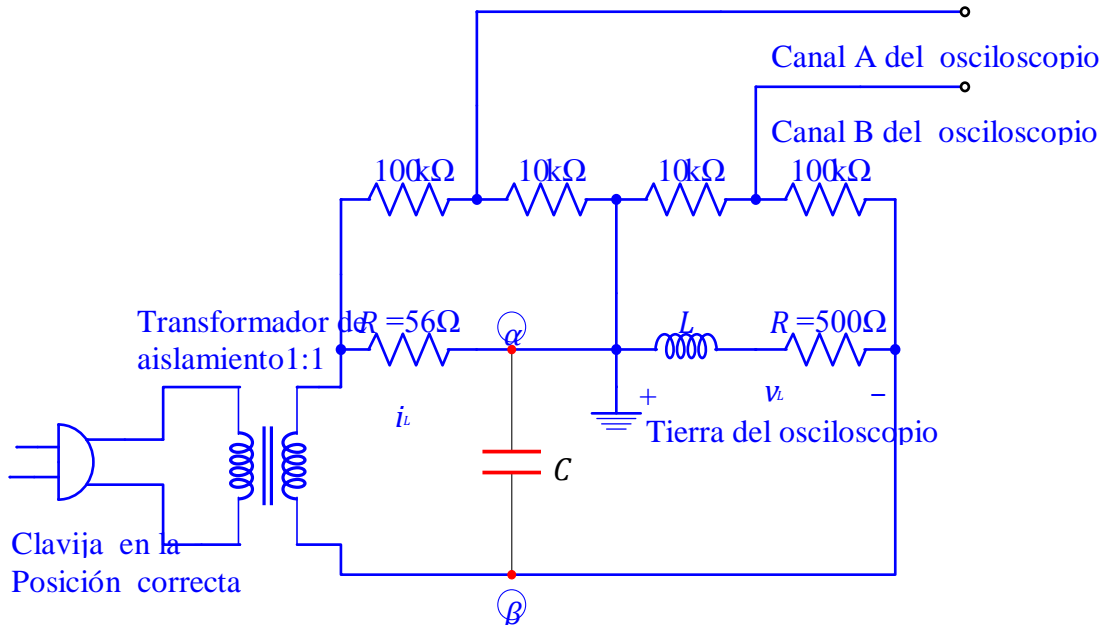 Canal A del osciloscopio
Canal B del osciloscopio
100kΩ
10kΩ
10kΩ
100kΩ
Transformador de
aislamiento1:1
R =56Ω
α
L
R =500Ω
iL
+
vL
−
Tierra del osciloscopio
C
Clavija en la
Posición correcta
β